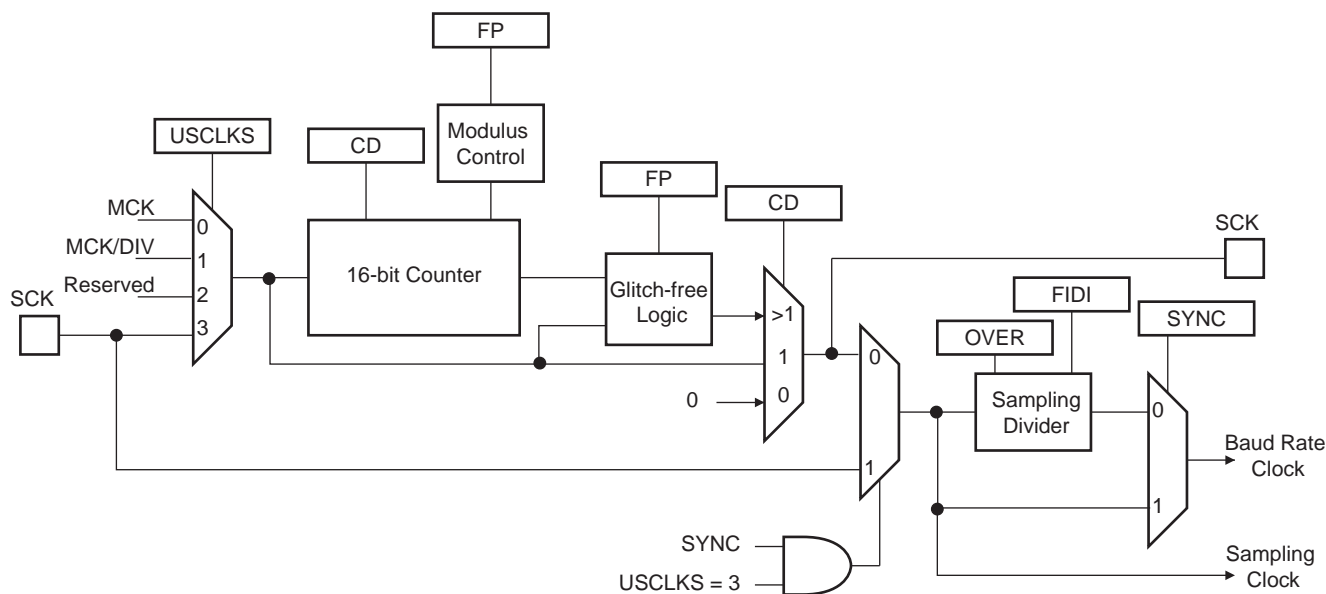 FP
USCLKS
CD
Modulus
Control
FP
CD
MCK
MCK/DIV
Reserved
SCK
0
1
2
3
16-bit Counter
Glitch-free
Logic
>1
1
0
0
SCK
FIDI
OVER
SYNC
0
1
Sampling
Divider
0
1
Baud Rate
Clock
SYNC
USCLKS = 3
Sampling
Clock